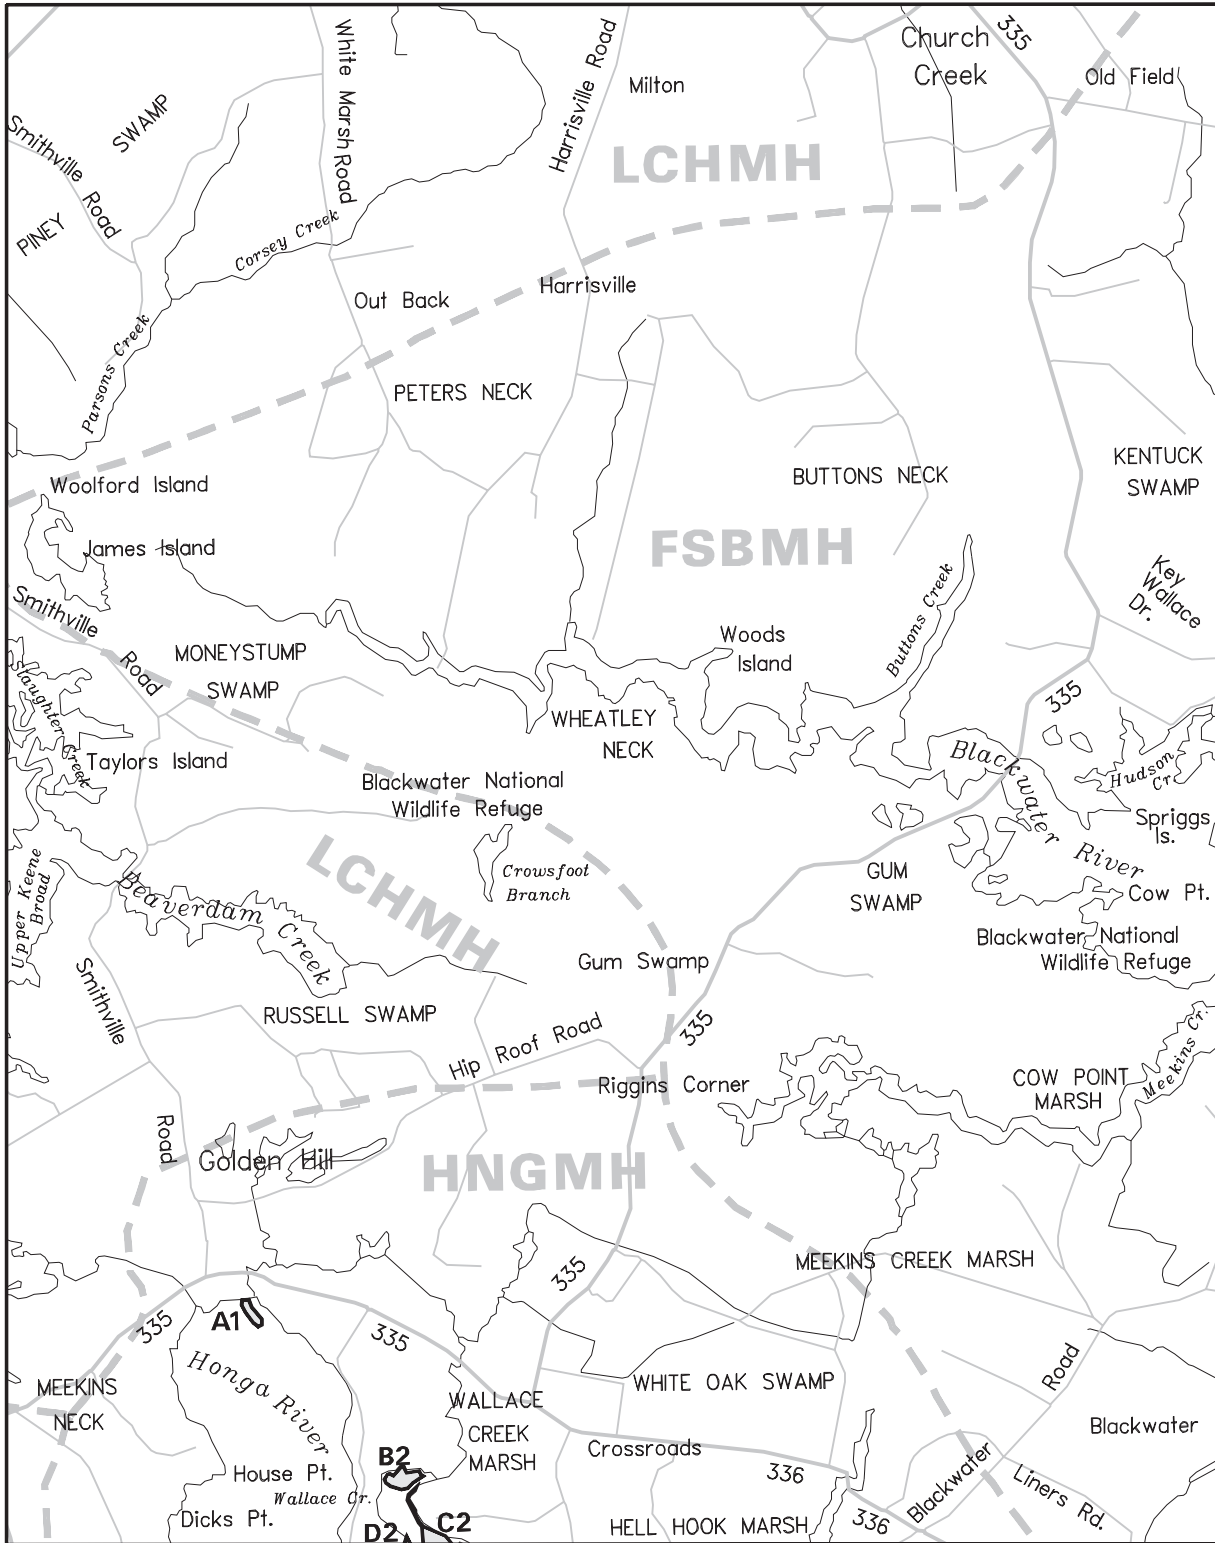 White Marsh Road
Harrisville Road
Milton
Church
Creek
335
Old Field
SWAMP
Smithville Road
PINEY
LCHMH
Corsey Creek
Out Back
Harrisville
Parsons Creek
PETERS NECK
Woolford Island
BUTTONS NECK
KENTUCK
SWAMP
James Island
FSBMH
Key
Wallace
Dr.
Smithville
Road
MONEYSTUMP
SWAMP
Woods
Island
Buttons Creek
335
Slaughter Creek
Taylors Island
WHEATLEY
NECK
Blackwater River
Hudson
Cr.
Blackwater National
Wildlife Refuge
Spriggs
Is.
LCHMH
Crowsfoot
Branch
GUM
SWAMP
Cow Pt.
Upper Keene
Broad
Beaverdam Creek
Blackwater National
Wildlife Refuge
Gum Swamp
Smithville
Road
RUSSELL SWAMP
335
Hip Roof Road
Riggins Corner
COW POINT
MARSH
Meekins Cr.
Golden Hill
HNGMH
MEEKINS CREEK MARSH
335
A1
335
335
Honga River
MEEKINS
NECK
WHITE OAK SWAMP
Road
WALLACE
CREEK
MARSH
Blackwater
Crossroads
B2
House Pt.
336
Blackwater
Liners Rd.
Wallace Cr.
Dicks Pt.
C2
D2
HELL HOOK MARSH
336